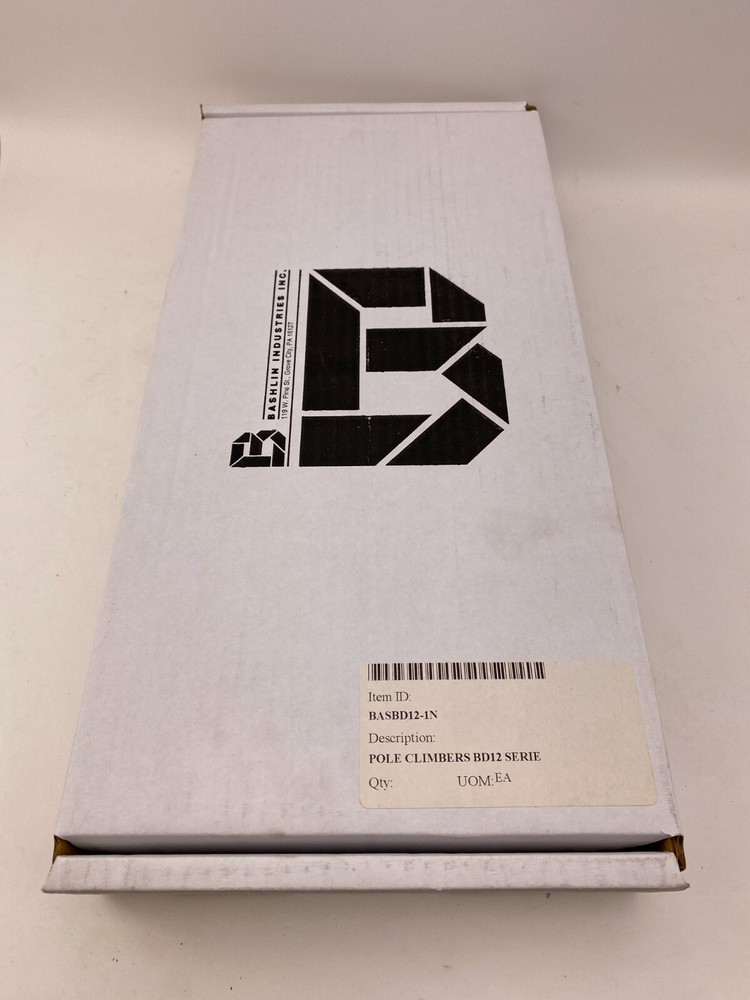 BASHLIN INDUSTRIES INC.
119 W. Pine St., Grove City, PA 16127
Item ID:
BASBD12-1N
Description:
POLE CLIMBERS BD12 SERIE
Qty: UOM: EA